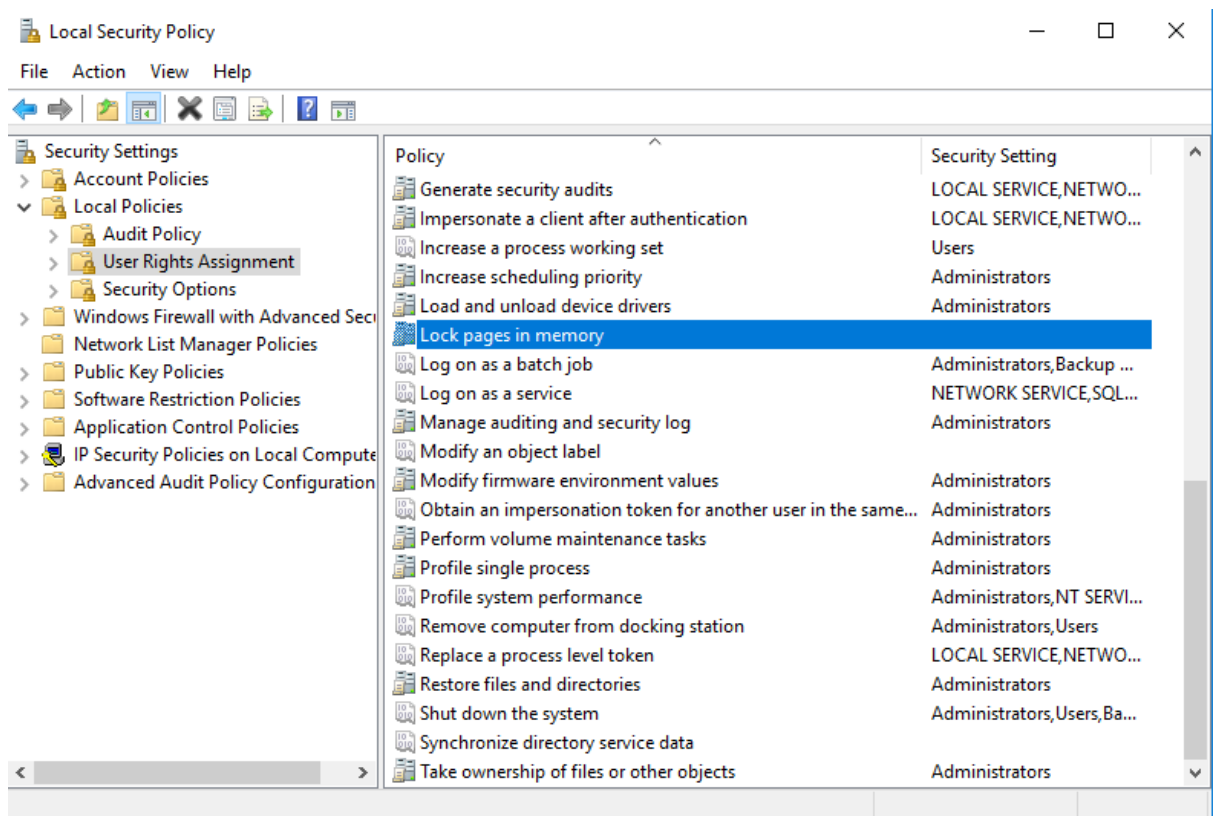 Local Security Policy
File Action View Help
Security Settings
Account Policies
Local Policies
Audit Policy
User Rights Assignment
Security Options
Windows Firewall with Advanced Secu
Network List Manager Policies
Public Key Policies
Software Restriction Policies
Application Control Policies
IP Security Policies on Local Compute
Advanced Audit Policy Configuration
Policy Security Setting
Generate security audits LOCAL SERVICE,NETWO...
Impersonate a client after authentication LOCAL SERVICE,NETWO...
Increase a process working set Users
Increase scheduling priority Administrators
Load and unload device drivers Administrators
Lock pages in memory
Log on as a batch job Administrators,Backup ...
Log on as a service NETWORK SERVICE,SQL...
Manage auditing and security log Administrators
Modify an object label
Modify firmware environment values Administrators
Obtain an impersonation token for another user in the same... Administrators
Perform volume maintenance tasks Administrators
Profile single process Administrators
Profile system performance Administrators,NT SERVI...
Remove computer from docking station Administrators,Users
Replace a process level token LOCAL SERVICE,NETWO...
Restore files and directories Administrators
Shut down the system Administrators,Users,Ba...
Synchronize directory service data
Take ownership of files or other objects Administrators